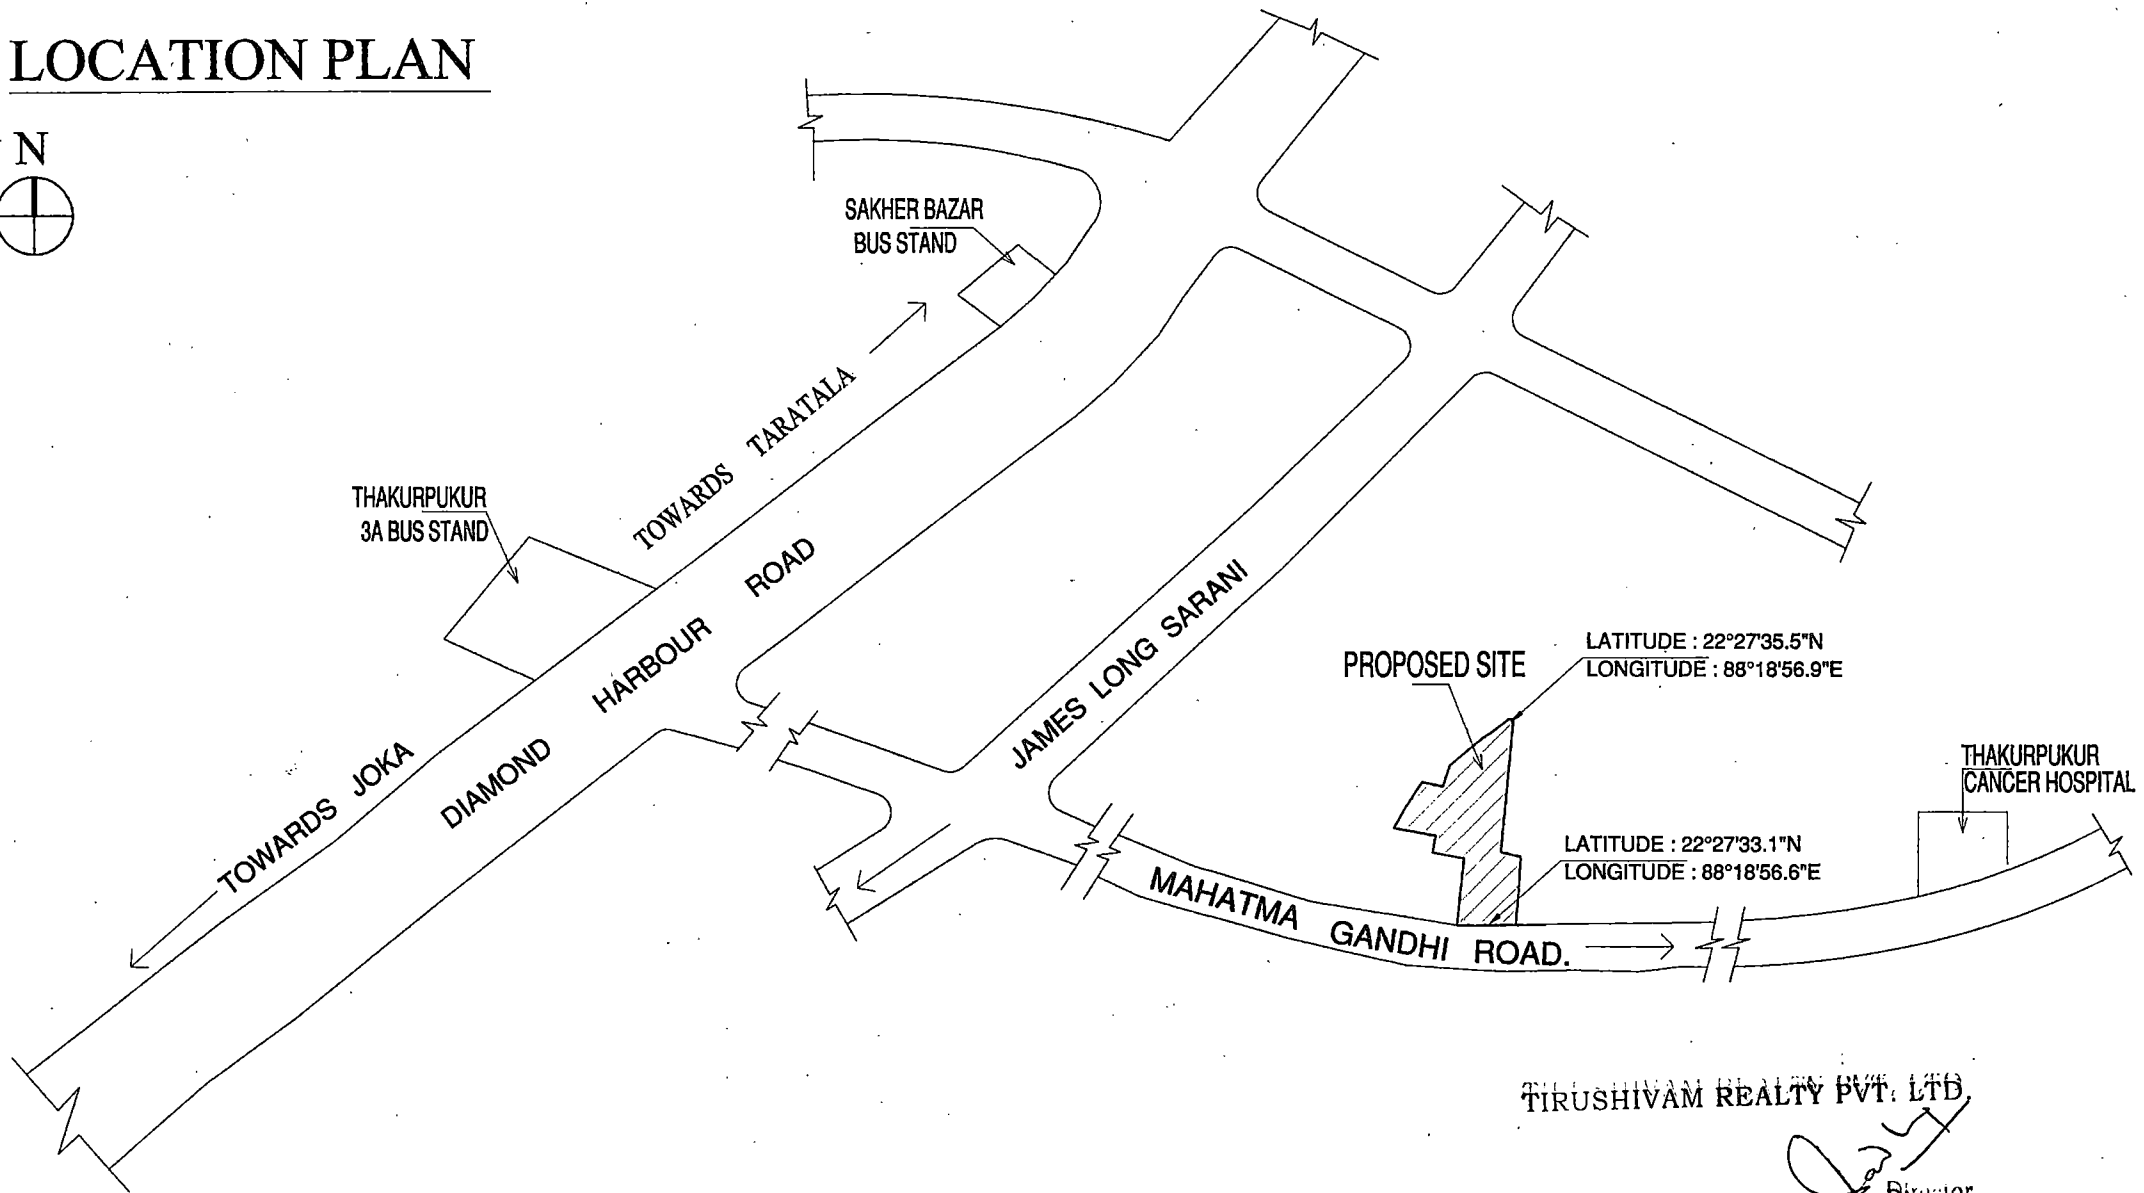 LOCATION PLAN
N
SAKHER BAZAR
BUS STAND
TOWARDS TARATALA
THAKURPUKUR
3A BUS STAND
DIAMOND HARBOUR ROAD
TOWARDS JOKA
JAMES LONG SARANI
PROPOSED SITE
LATITUDE : 22°27'35.5"N
LONGITUDE : 88°18'56.9"E
THAKURPUKUR
CANCER HOSPITAL
LATITUDE : 22°27'33.1"N
LONGITUDE : 88°18'56.6"E
MAHATMA GANDHI ROAD.
TIRUSHIVAM REALTY PVT. LTD.
Director